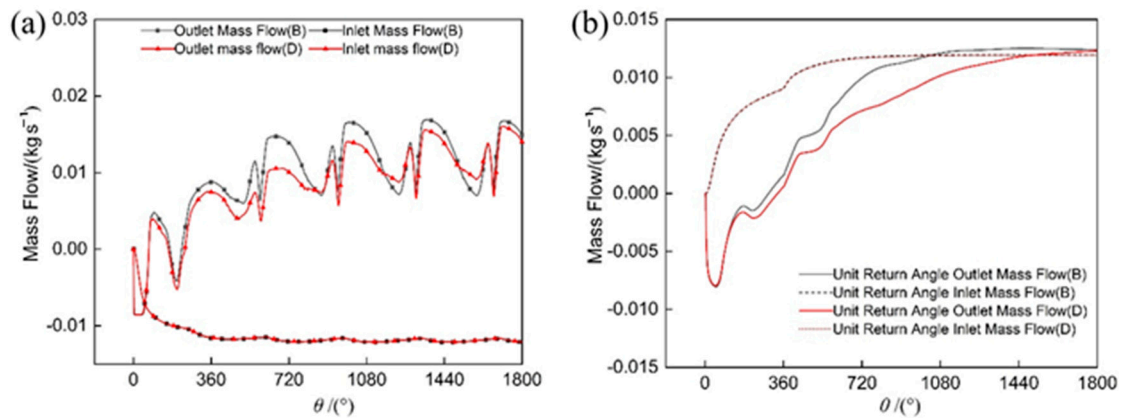 (a)
Outlet Mass Flow(B) Inlet Mass Flow(B)
Outlet mass flow(D) Inlet mass flow(D)
Mass Flow/(kg s⁻¹)
0.03
0.02
0.01
0.00
-0.01
0 360 720 1080 1440 1800
θ /(°)
(b)
Mass Flow/(kg s⁻¹)
0.015
0.010
0.005
0.000
-0.005
-0.010
-0.015
Unit Return Angle Outlet Mass Flow(B)
Unit Return Angle Inlet Mass Flow(B)
Unit Return Angle Outlet Mass Flow(D)
Unit Return Angle Inlet Mass Flow(D)
0 360 720 1080 1440 1800
θ /(°)